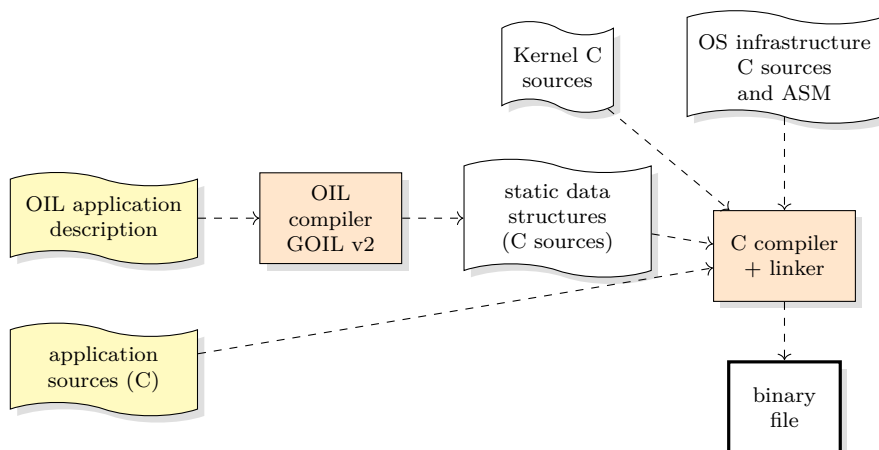 Kernel C
sources
OS infrastructure
C sources
and ASM
OIL application
description
OIL
compiler
GOIL v2
static data
structures
(C sources)
C compiler
+ linker
application
sources (C)
binary
file